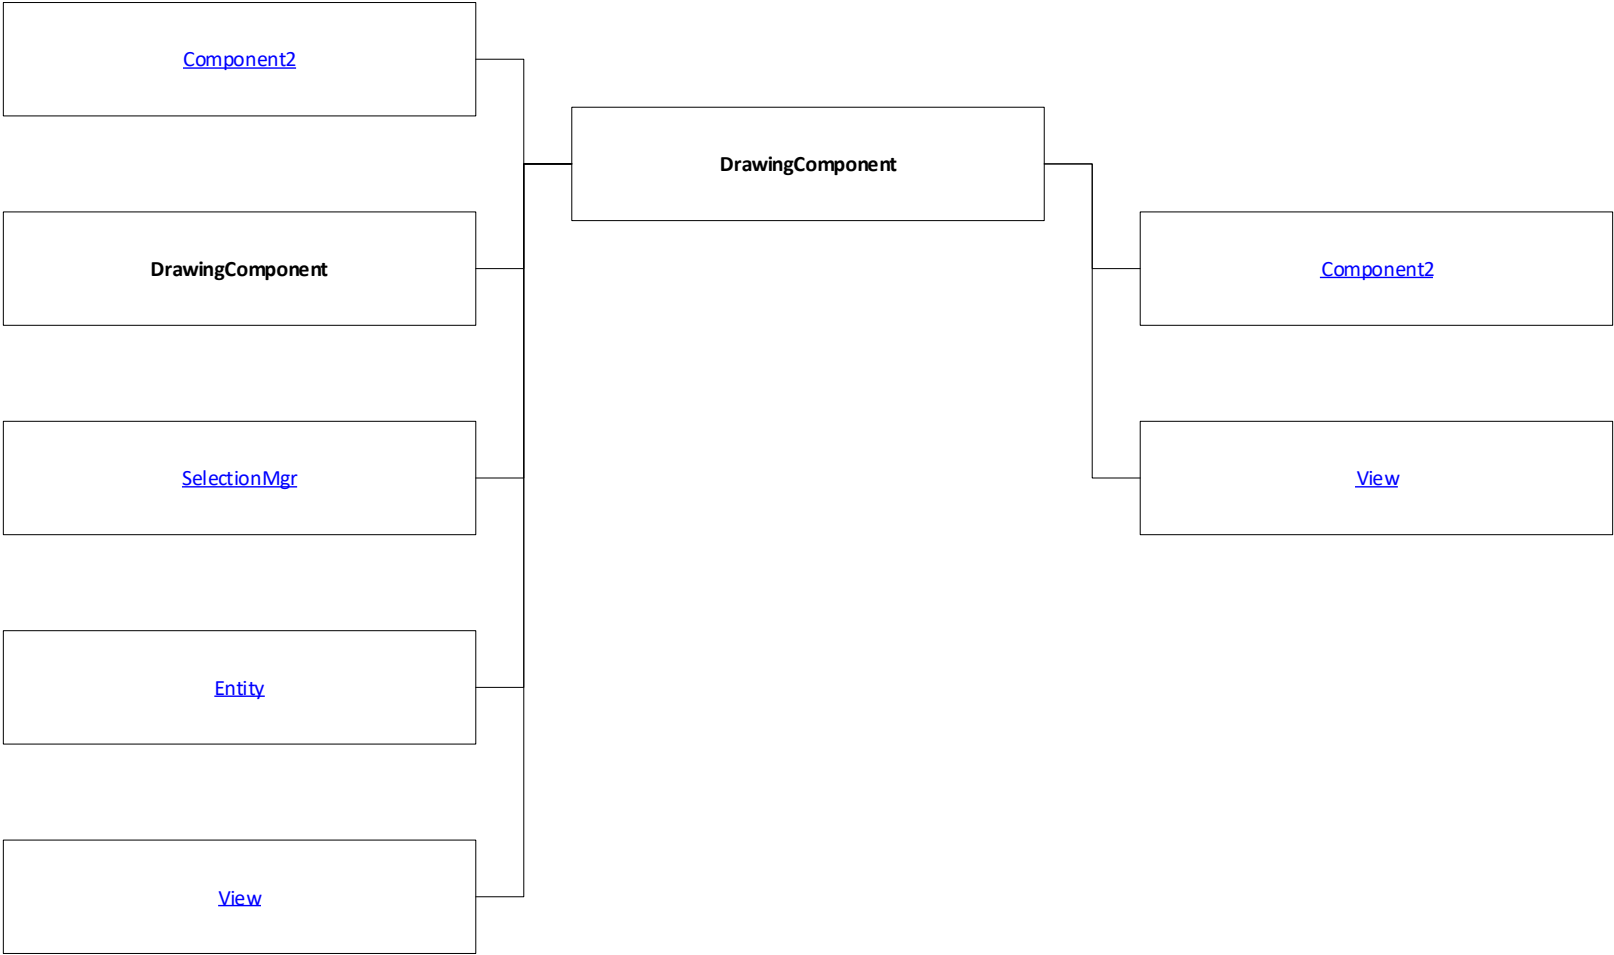 Component2
DrawingComponent
DrawingComponent
Component2
SelectionMgr
View
Entity
View